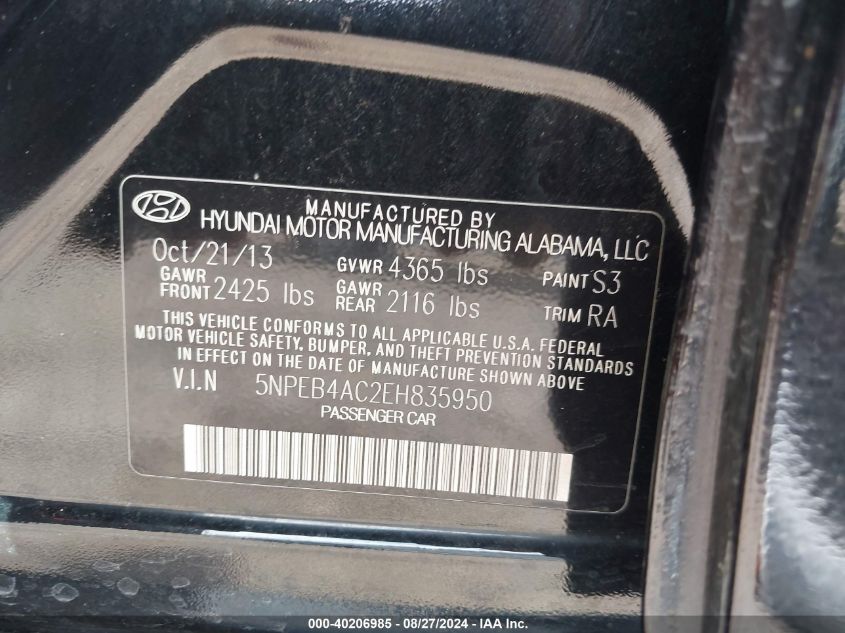 MANUFACTURED BY
HYUNDAI MOTOR MANUFACTURING ALABAMA, LLC
Oct/21/13 GVWR 4365 lbs PAINT S3
GAWR FRONT 2425 lbs GAWR REAR 2116 lbs TRIM RA
THIS VEHICLE CONFORMS TO ALL APPLICABLE U.S.A. FEDERAL
MOTOR VEHICLE SAFETY, BUMPER, AND THEFT PREVENTION STANDARDS
IN EFFECT ON THE DATE OF MANUFACTURE SHOWN ABOVE
V.I.N 5NPEB4AC2EH835950
PASSENGER CAR
000-40206985 - 08/27/2024 - IAA, Inc.